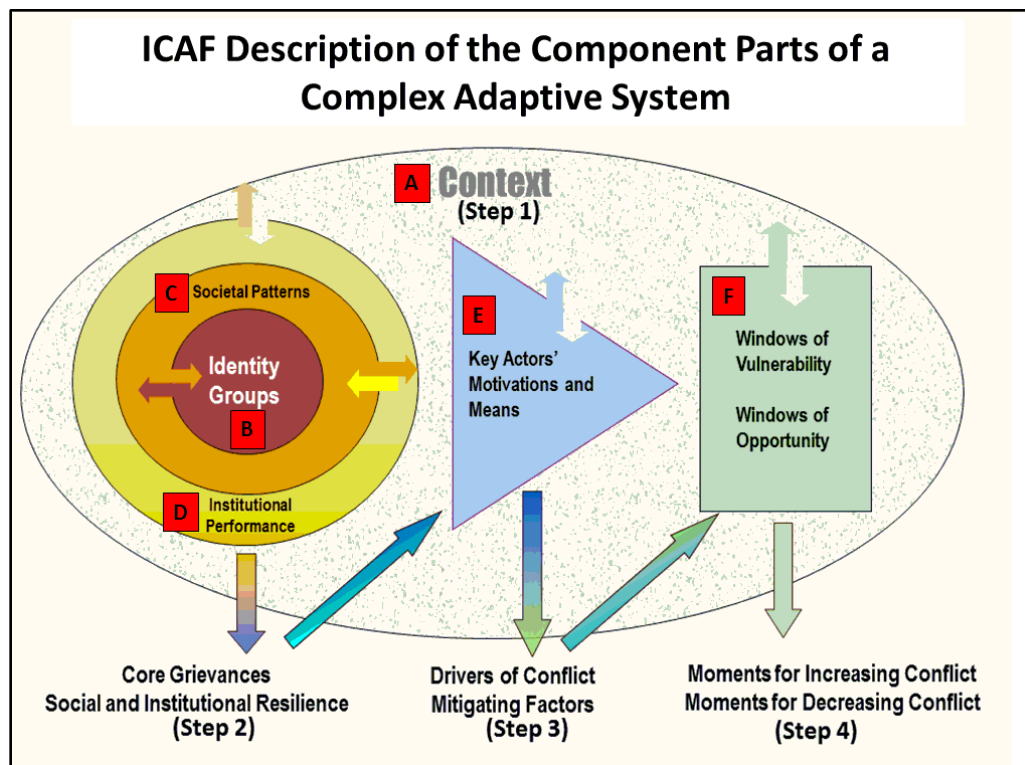 ICAF Description of the Component Parts of a
Complex Adaptive System
A Context
(Step 1)
C Societal Patterns
Identity
Groups
B
D Institutional
Performance
E
Key Actors'
Motivations and
Means
F
Windows of
Vulnerability
Windows of
Opportunity
Core Grievances
Social and Institutional Resilience
(Step 2)
Drivers of Conflict
Mitigating Factors
(Step 3)
Moments for Increasing Conflict
Moments for Decreasing Conflict
(Step 4)